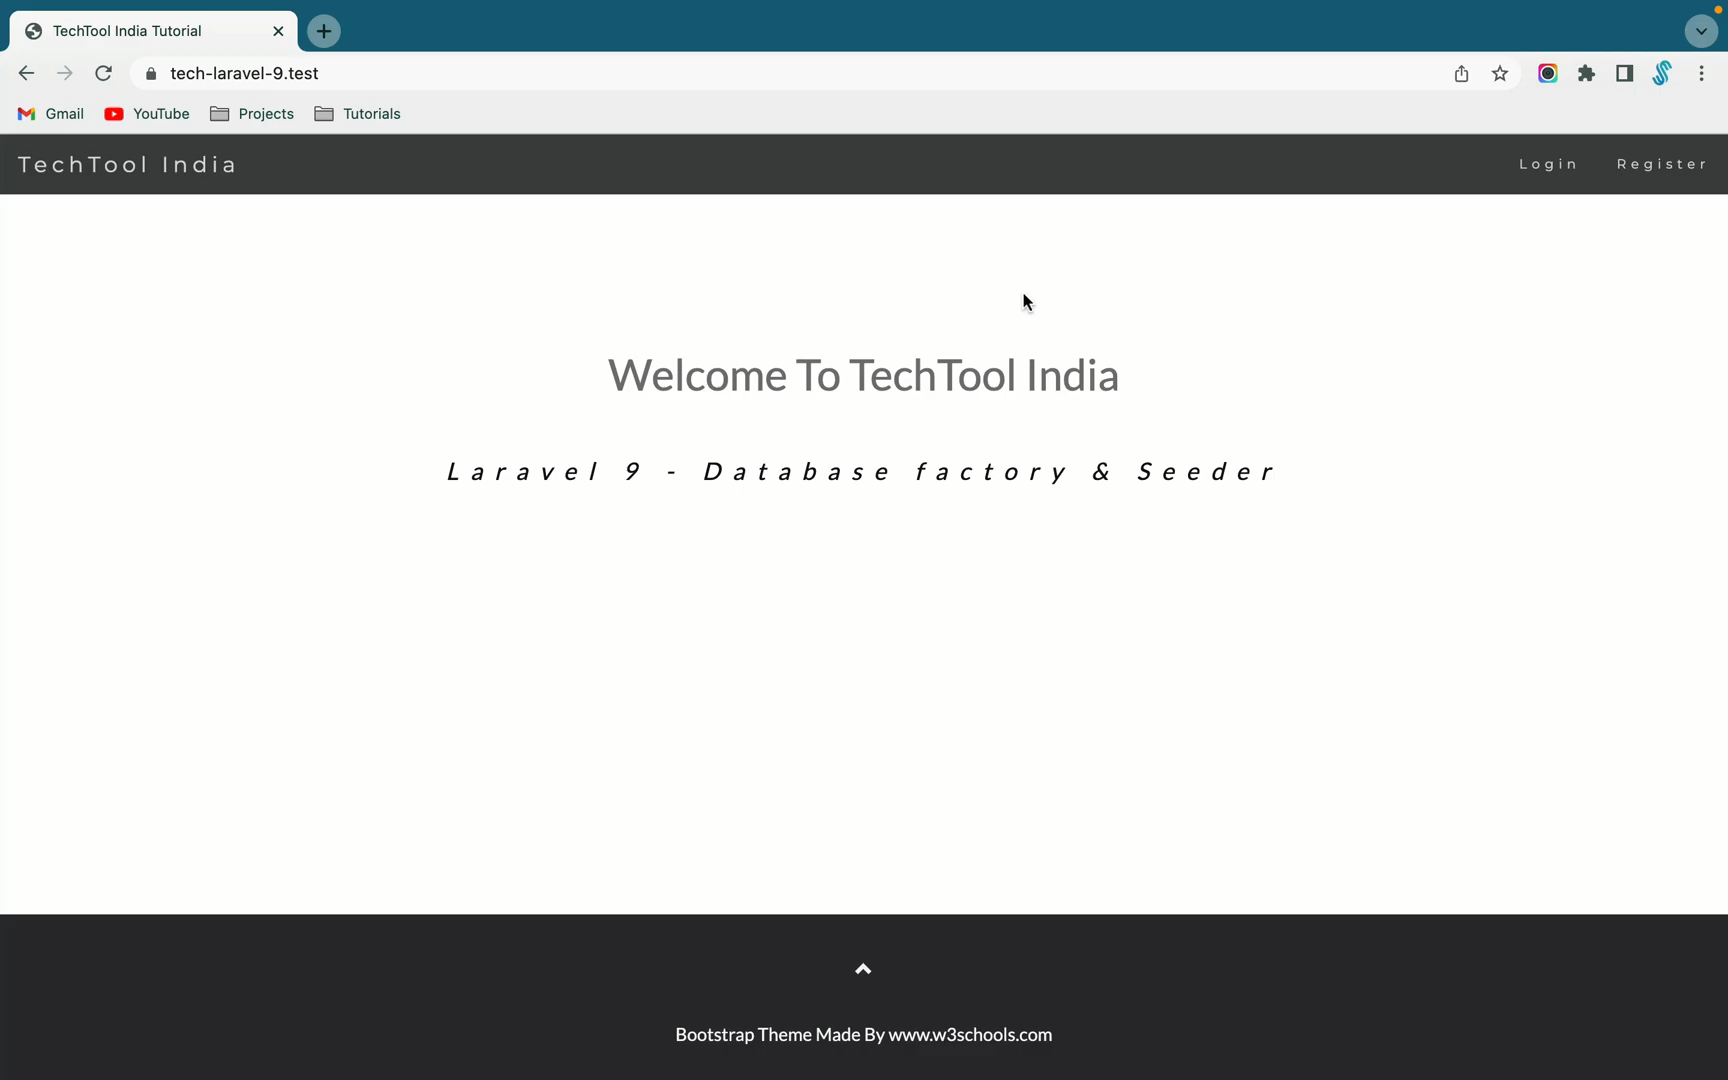 TechTool India Tutorial
tech-laravel-9.test
Gmail YouTube Projects Tutorials
TechTool India Login Register
Welcome To TechTool India
Laravel 9 - Database factory & Seeder
Bootstrap Theme Made By www.w3schools.com